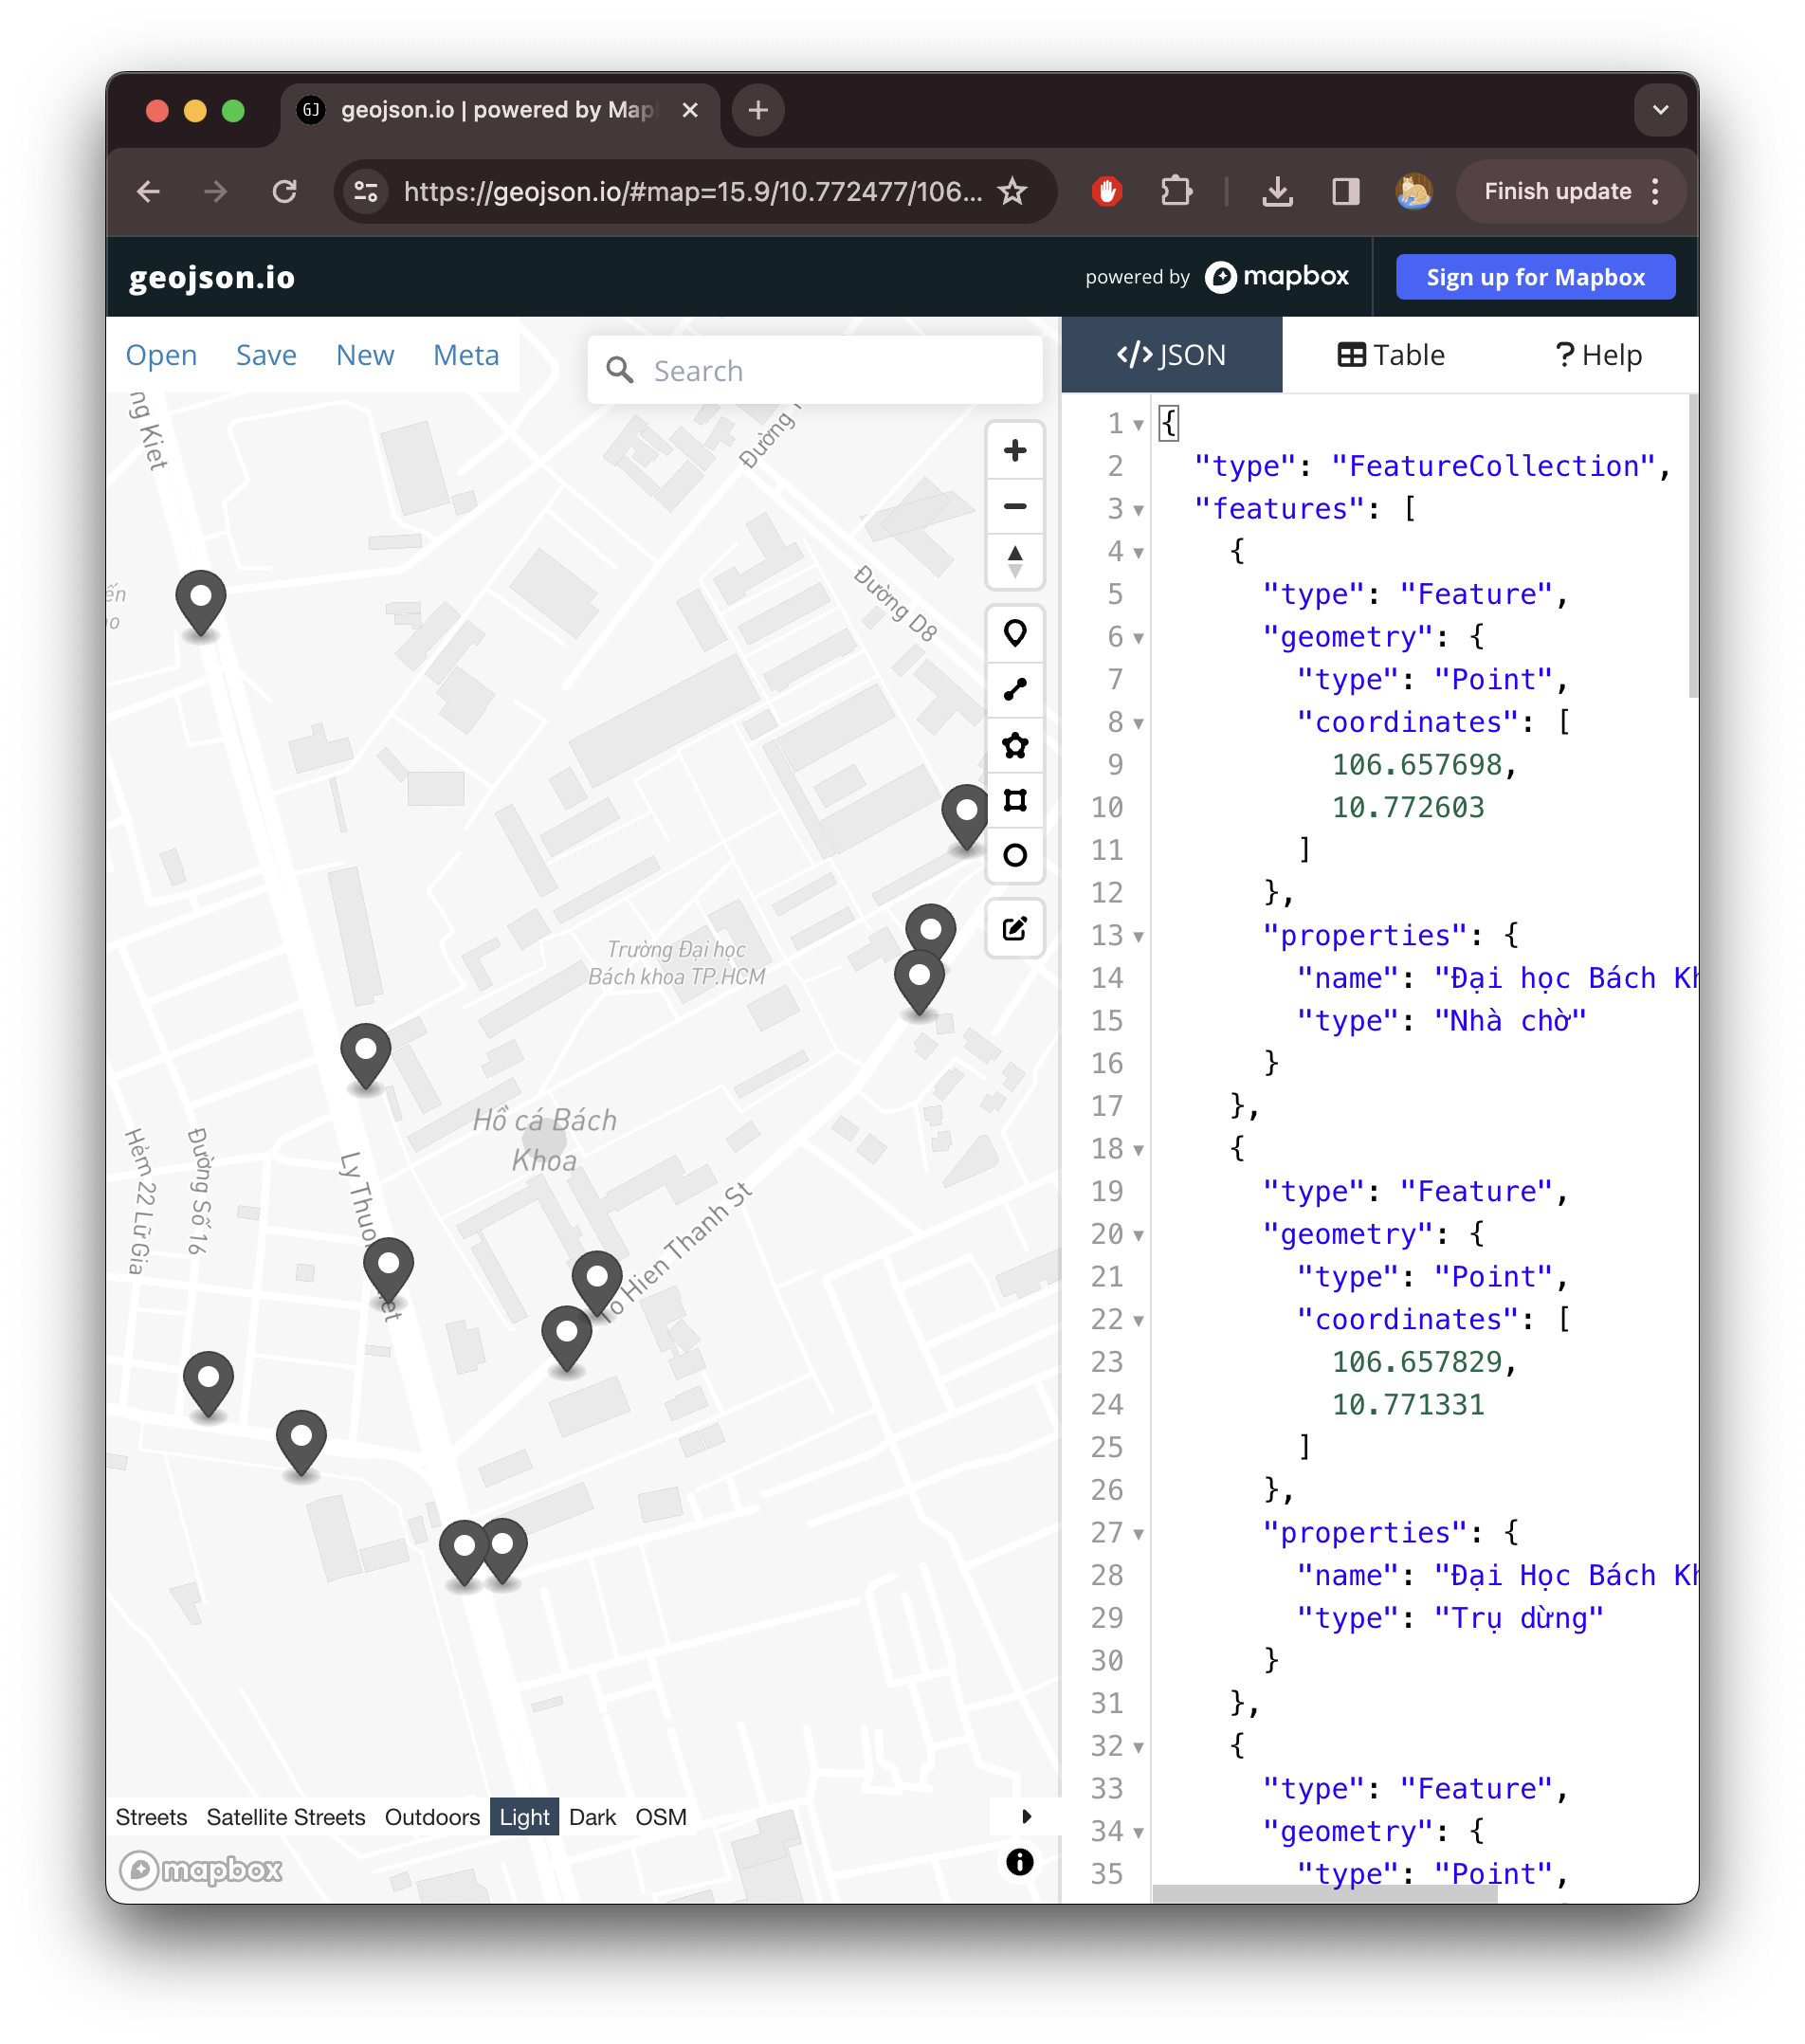 GJ geojson.io | powered by Map
https://geojson.io/#map=15.9/10.772477/106...
Finish update
geojson.io
powered by mapbox
Sign up for Mapbox
Open Save New Meta
Search
ng Kiet
Đường
Đường D8
Trường Đại học
Bách khoa TP.HCM
Hồ cá Bách
Khoa
Hẻm 22 Lữ Gia
Đường Số 16
To Hien Thanh St
Streets Satellite Streets Outdoors Light Dark OSM
mapbox
</> JSON
Table
? Help
1 {
2 "type": "FeatureCollection",
3 "features": [
4 {
5 "type": "Feature",
6 "geometry": {
7 "type": "Point",
8 "coordinates": [
9 106.657698,
10 10.772603
11 ]
12 },
13 "properties": {
14 "name": "Đại học Bách Kh
15 "type": "Nhà chờ"
16 }
17 },
18 {
19 "type": "Feature",
20 "geometry": {
21 "type": "Point",
22 "coordinates": [
23 106.657829,
24 10.771331
25 ]
26 },
27 "properties": {
28 "name": "Đại Học Bách Kh
29 "type": "Trụ dừng"
30 }
31 },
32 {
33 "type": "Feature",
34 "geometry": {
35 "type": "Point",